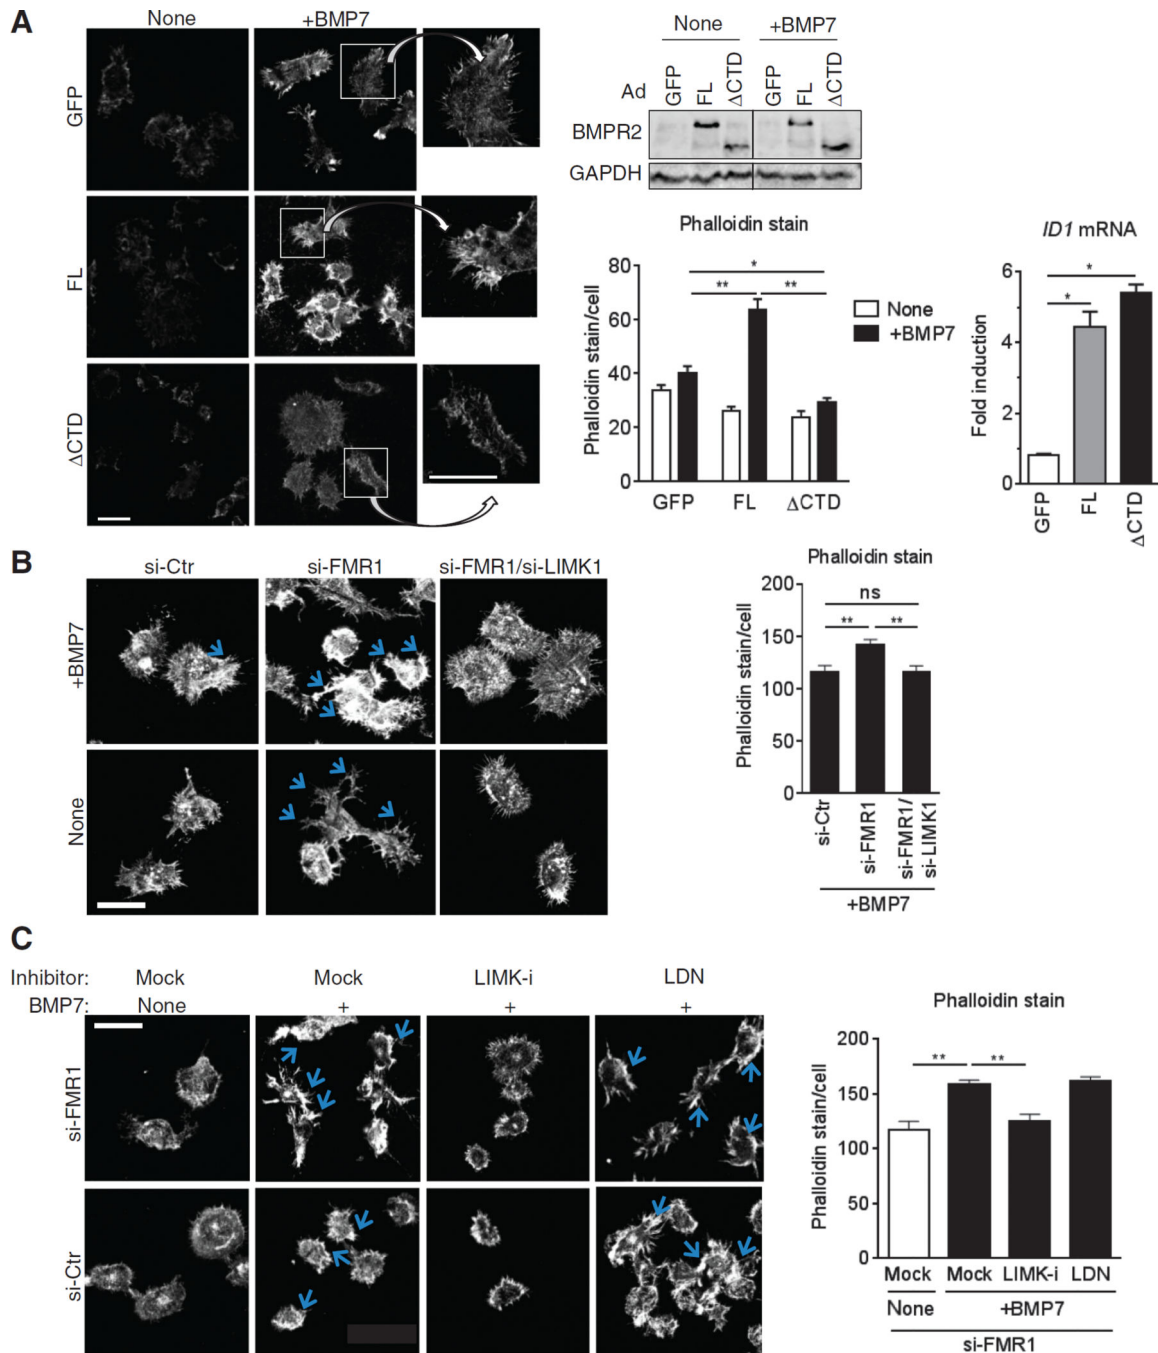 A
None
+BMP7
GFP
FL
ΔCTD
None
+BMP7
Ad
GFP
FL
ΔCTD
GFP
FL
ΔCTD
BMPR2
GAPDH
Phalloidin stain
Phalloidin stain/cell
80
60
40
20
0
*
**
**
GFP
FL
ΔCTD
None
+BMP7
ID1 mRNA
Fold induction
6
4
2
0
*
*
GFP
FL
ΔCTD
B
si-Ctr
si-FMR1
si-FMR1/si-LIMK1
+BMP7
None
Phalloidin stain
Phalloidin stain/cell
200
150
100
50
0
ns
**
**
si-Ctr
si-FMR1
si-FMR1/
si-LIMK1
+BMP7
C
Inhibitor: Mock Mock LIMK-i LDN
BMP7: None + + +
si-FMR1
si-Ctr
Phalloidin stain
Phalloidin stain/cell
200
150
100
50
0
**
**
Mock Mock LIMK-i LDN
None +BMP7
si-FMR1